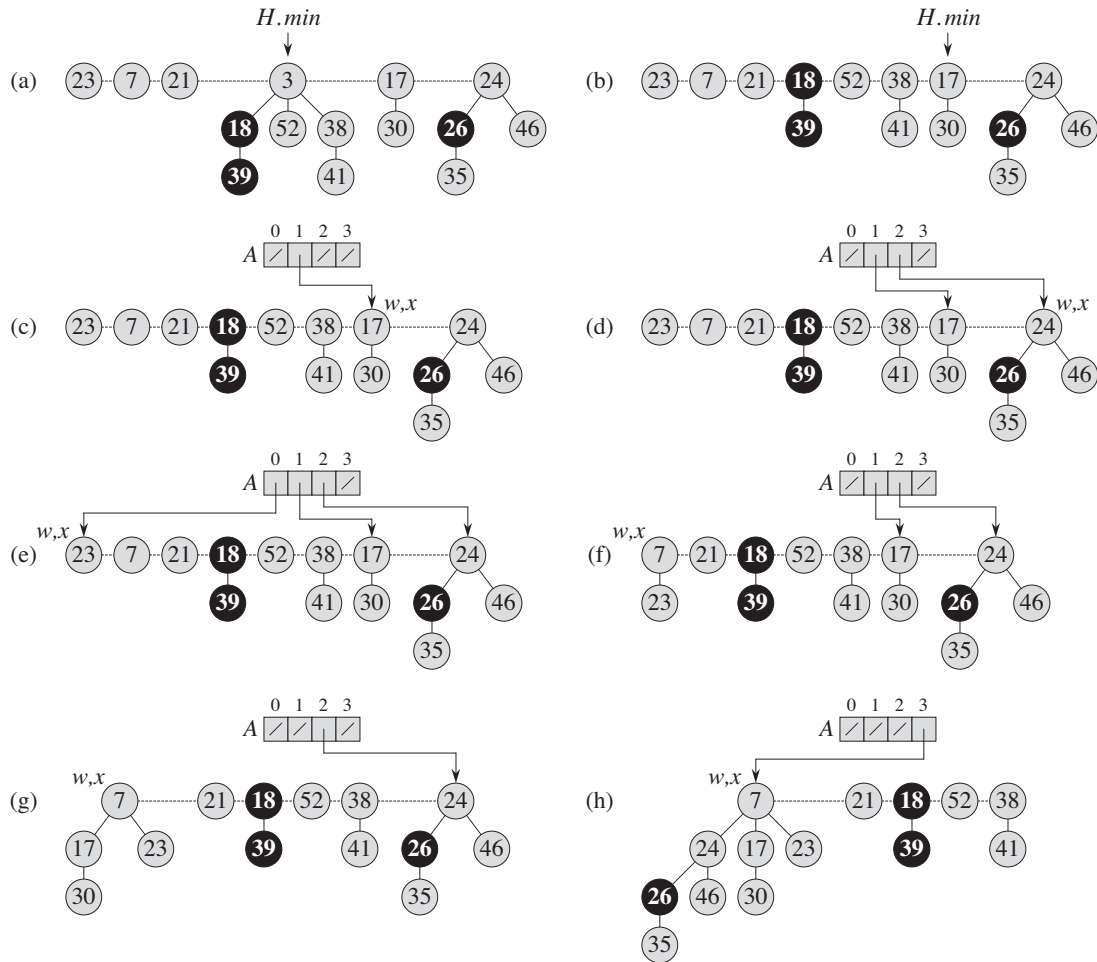 H.min H.min
(a) 23 7 21 3 17 24 (b) 23 7 21 18 52 38 17 24
18 52 38 30 26 46 39 41 30 26 46
39 41 35 35
0 1 2 3 0 1 2 3
A A
w,x w,x
(c) 23 7 21 18 52 38 17 24 (d) 23 7 21 18 52 38 17 24
39 41 30 26 46 39 41 30 26 46
35 35
0 1 2 3 0 1 2 3
A A
w,x w,x
(e) 23 7 21 18 52 38 17 24 (f) 7 21 18 52 38 17 24
39 41 30 26 46 23 39 41 30 26 46
35 35
0 1 2 3 0 1 2 3
A A
w,x w,x
(g) 7 21 18 52 38 24 (h) 7 21 18 52 38
17 23 39 41 26 46 24 17 23 39 41
30 35 26 46 30
35